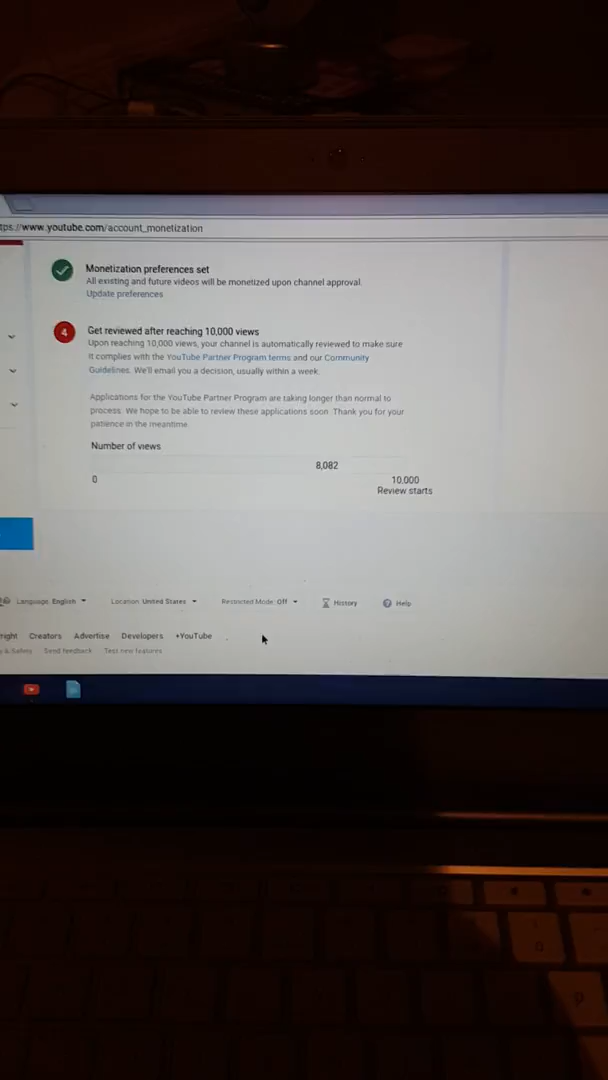 tps://www.youtube.com/account_monetization
Monetization preferences set
All existing and future videos will be monetized upon channel approval.
Update preferences
4
Get reviewed after reaching 10,000 views
Upon reaching 10,000 views, your channel is automatically reviewed to make sure
it complies with the YouTube Partner Program terms and our Community
Guidelines. We'll email you a decision, usually within a week.
Applications for the YouTube Partner Program are taking longer than normal to
process. We hope to be able to review these applications soon. Thank you for your
patience in the meantime.
Number of views
8,082
0
10,000
Review starts
Language: English
Location: United States
Restricted Mode: Off
History
Help
right Creators Advertise Developers +YouTube
y & Safety Send feedback Test new features